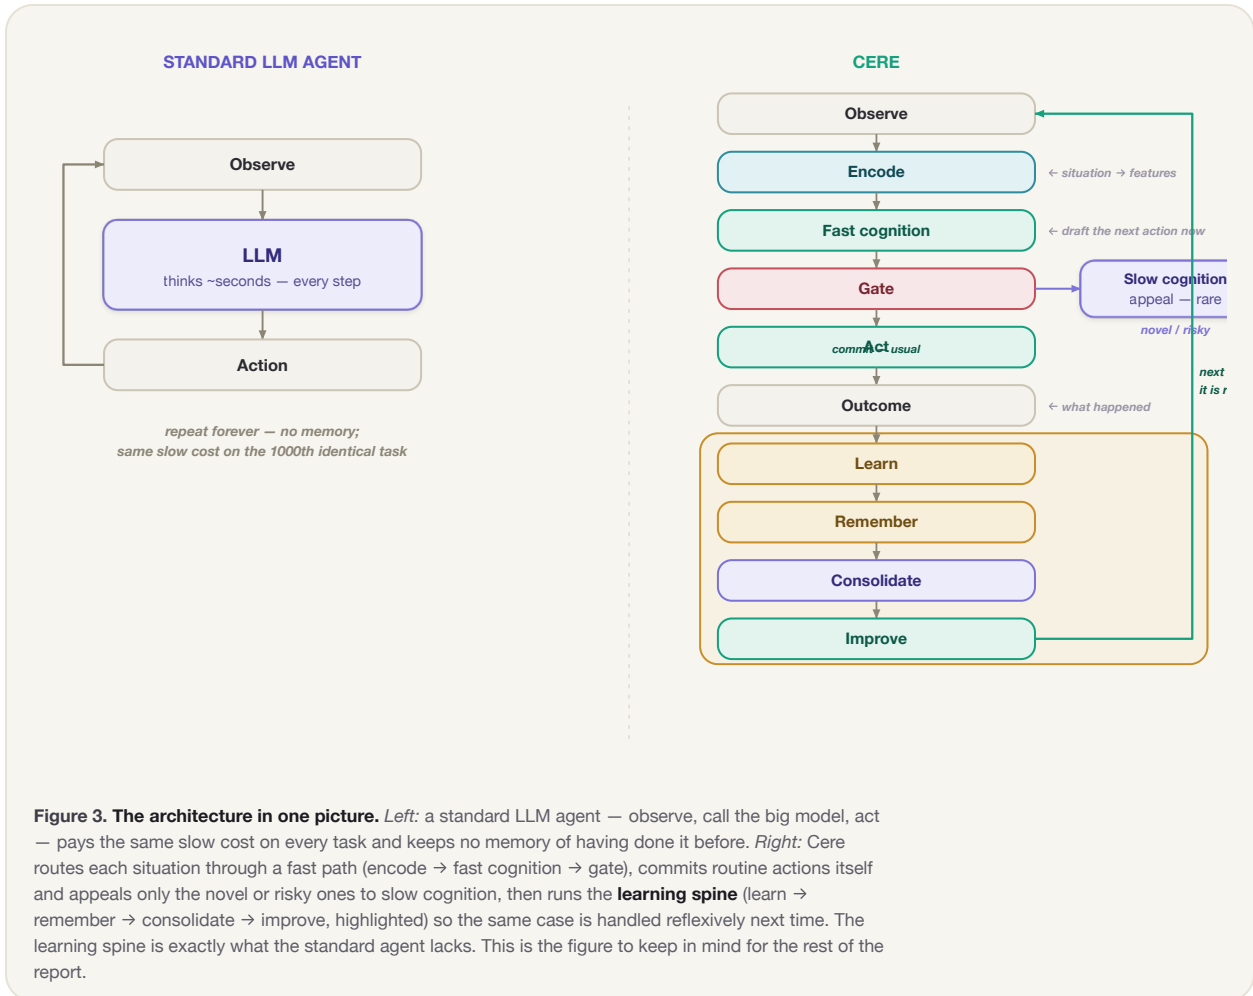 STANDARD LLM AGENT
Observe
LLM
thinks ~seconds — every step
Action
repeat forever — no memory;
same slow cost on the 1000th identical task
CERE
Observe
Encode
← situation → features
Fast cognition
← draft the next action now
Gate
Slow cognition
appeal — rare
novel / risky
Act
commit — usual
next
it is r
Outcome
← what happened
Learn
Remember
Consolidate
Improve
Figure 3. The architecture in one picture. Left: a standard LLM agent — observe, call the big model, act
— pays the same slow cost on every task and keeps no memory of having done it before. Right: Cere
routes each situation through a fast path (encode → fast cognition → gate), commits routine actions itself
and appeals only the novel or risky ones to slow cognition, then runs the learning spine (learn →
remember → consolidate → improve, highlighted) so the same case is handled reflexively next time. The
learning spine is exactly what the standard agent lacks. This is the figure to keep in mind for the rest of the
report.